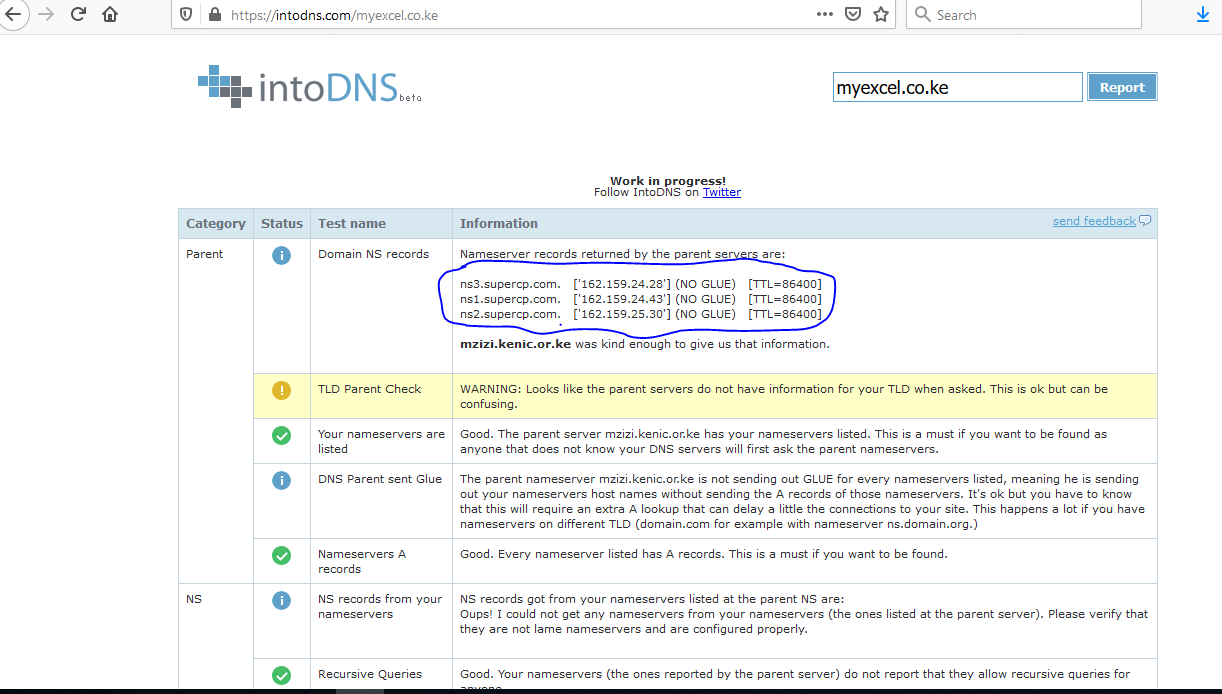 https://intodns.com/myexcel.co.ke
Search
intoDNS beta
myexcel.co.ke
Report
Work in progress!
Follow IntoDNS on Twitter
Category Status Test name Information send feedback
Parent
Domain NS records
Nameserver records returned by the parent servers are:
ns3.supercp.com. ['162.159.24.28'] (NO GLUE) [TTL=86400]
ns1.supercp.com. ['162.159.24.43'] (NO GLUE) [TTL=86400]
ns2.supercp.com. ['162.159.25.30'] (NO GLUE) [TTL=86400]
mzizi.kenic.or.ke was kind enough to give us that information.
TLD Parent Check
WARNING: Looks like the parent servers do not have information for your TLD when asked. This is ok but can be
confusing.
Your nameservers are
listed
Good. The parent server mzizi.kenic.or.ke has your nameservers listed. This is a must if you want to be found as
anyone that does not know your DNS servers will first ask the parent nameservers.
DNS Parent sent Glue
The parent nameserver mzizi.kenic.or.ke is not sending out GLUE for every nameservers listed, meaning he is sending
out your nameservers host names without sending the A records of those nameservers. It's ok but you have to know
that this will require an extra A lookup that can delay a little the connections to your site. This happens a lot if you have
nameservers on different TLD (domain.com for example with nameserver ns.domain.org.)
Nameservers A
records
Good. Every nameserver listed has A records. This is a must if you want to be found.
NS
NS records from your
nameservers
NS records got from your nameservers listed at the parent NS are:
Oups! I could not get any nameservers from your nameservers (the ones listed at the parent server). Please verify that
they are not lame nameservers and are configured properly.
Recursive Queries
Good. Your nameservers (the ones reported by the parent server) do not report that they allow recursive queries for
anyone.